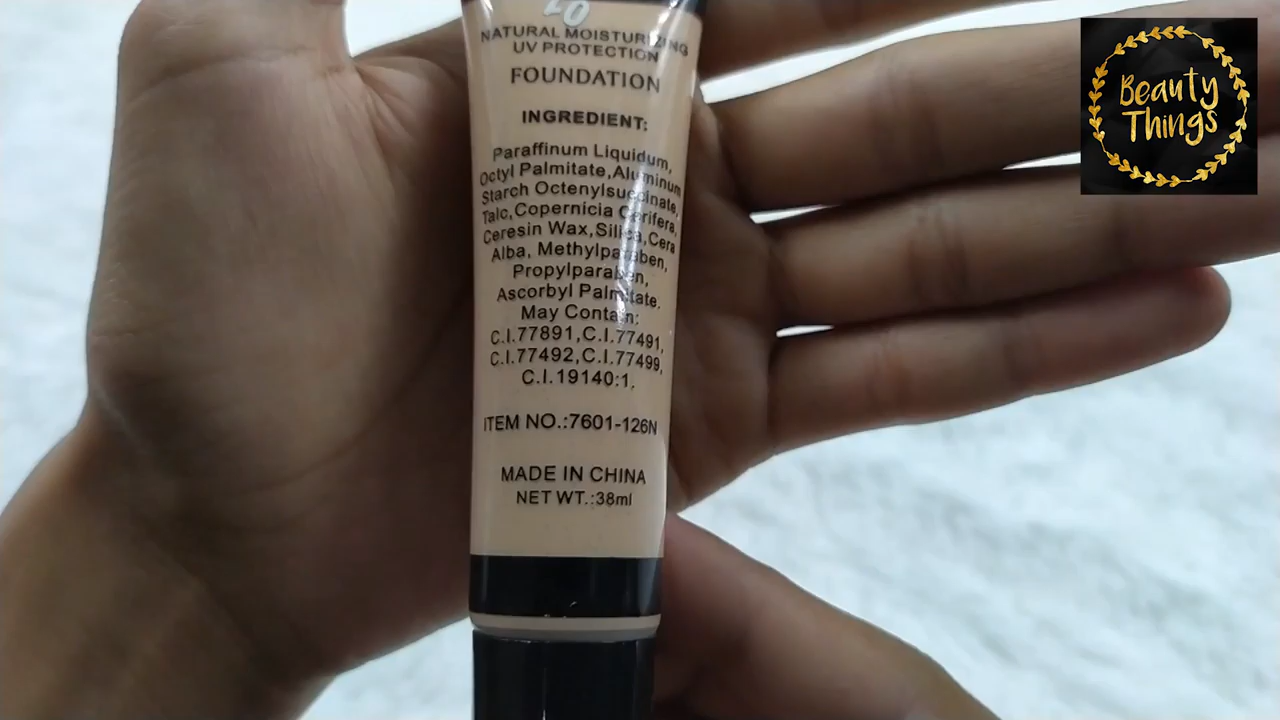 NATURAL MOISTURIZING
UV PROTECTION
FOUNDATION
INGREDIENT:
Paraffinum Liquidum,
Octyl Palmitate,Aluminum
Starch Octenylsuccinate,
Talc,Copernicia Cerifera,
Ceresin Wax,Silica,Cera
Alba, Methylparaben,
Propylparaben,
Ascorbyl Palmitate.
May Contain:
C.I.77891,C.I.77491,
C.I.77492,C.I.77499,
C.I.19140:1.
ITEM NO.:7601-126N
MADE IN CHINA
NET WT.:38ml
Beauty
Things